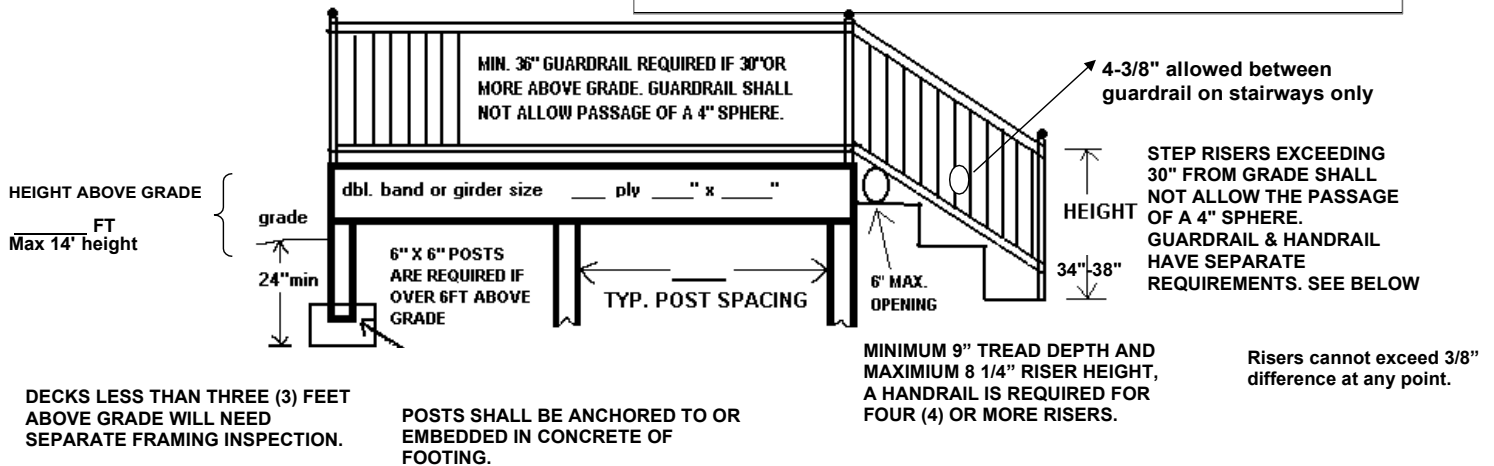 MIN. 36" GUARDRAIL REQUIRED IF 30"OR
MORE ABOVE GRADE. GUARDRAIL SHALL
NOT ALLOW PASSAGE OF A 4" SPHERE.
4-3/8" allowed between
guardrail on stairways only
STEP RISERS EXCEEDING
30" FROM GRADE SHALL
NOT ALLOW THE PASSAGE
OF A 4" SPHERE.
GUARDRAIL & HANDRAIL
HAVE SEPARATE
REQUIREMENTS. SEE BELOW
HEIGHT
34"-38"
HEIGHT ABOVE GRADE
_______ FT
Max 14' height
dbl. band or girder size ____ ply ____" x ______"
grade
24"min
6" X 6" POSTS
ARE REQUIRED IF
OVER 6FT ABOVE
GRADE
TYP. POST SPACING
6" MAX.
OPENING
DECKS LESS THAN THREE (3) FEET
ABOVE GRADE WILL NEED
SEPARATE FRAMING INSPECTION.
POSTS SHALL BE ANCHORED TO OR
EMBEDDED IN CONCRETE OF
FOOTING.
MINIMUM 9” TREAD DEPTH AND
MAXIMIUM 8 1/4” RISER HEIGHT,
A HANDRAIL IS REQUIRED FOR
FOUR (4) OR MORE RISERS.
Risers cannot exceed 3/8”
difference at any point.